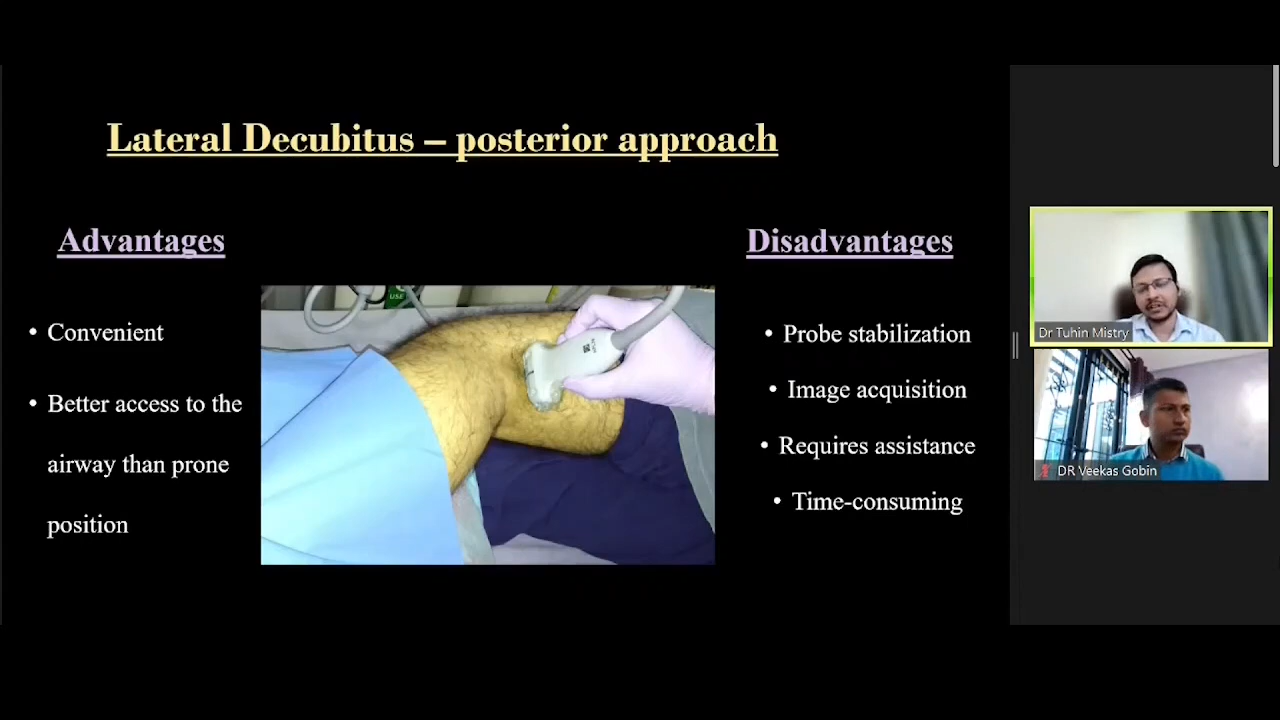 Lateral Decubitus – posterior approach
Advantages
• Convenient
• Better access to the
airway than prone
position
USE
Disadvantages
• Probe stabilization
• Image acquisition
• Requires assistance
• Time-consuming
Dr Tuhin Mistry
DR Veekas Gobin